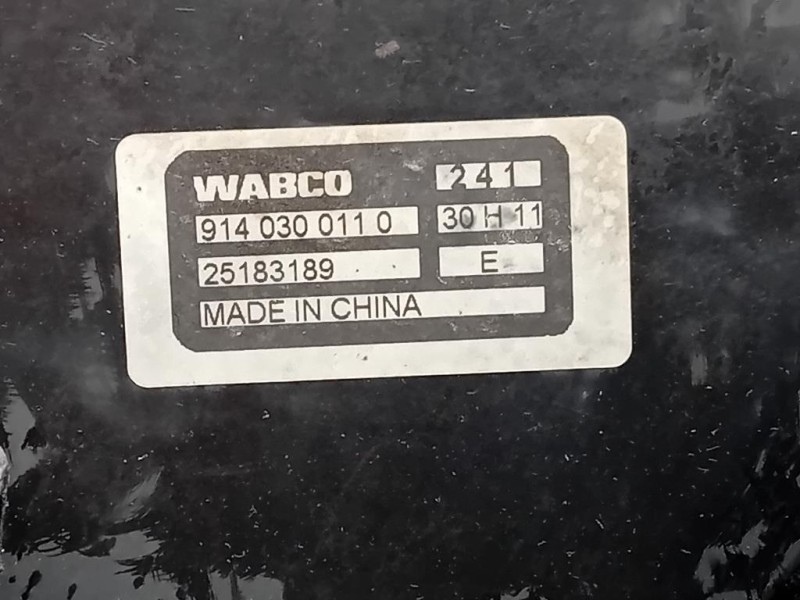 WABCO 241
914 030 011 0 30 H 11
25183189 E
MADE IN CHINA